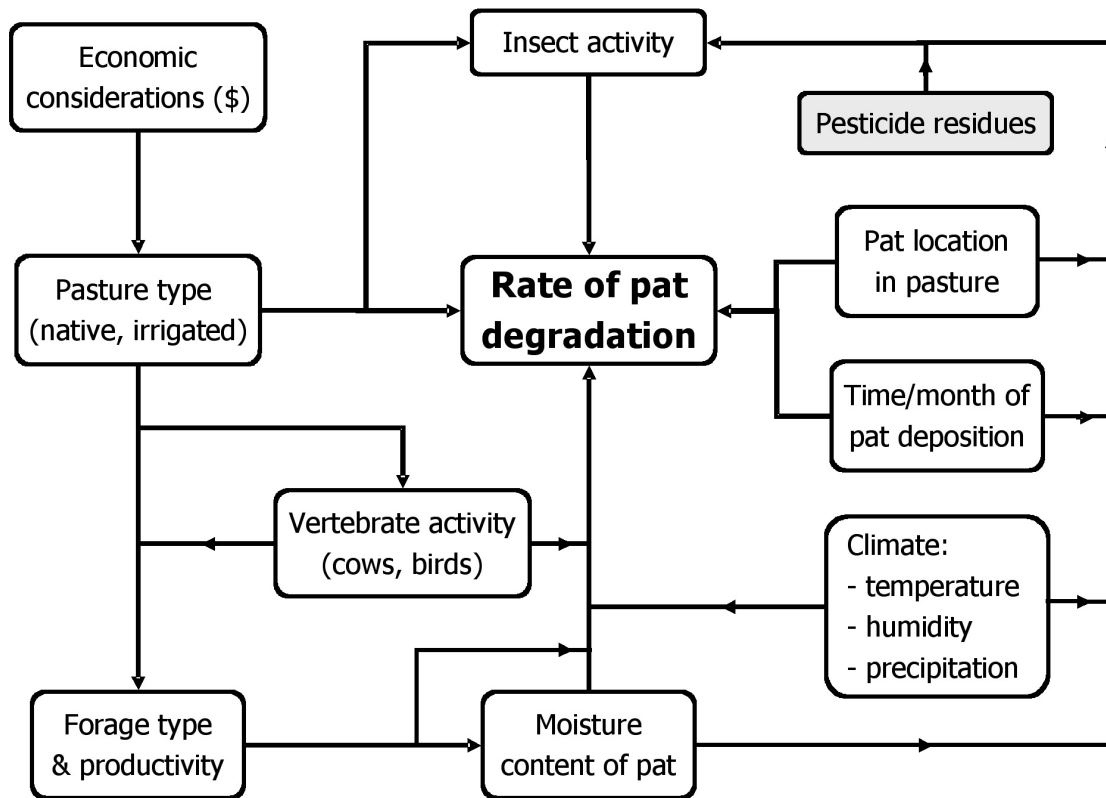 Economic
considerations ($)
Insect activity
Pesticide residues
Pasture type
(native, irrigated)
Rate of pat
degradation
Pat location
in pasture
Time/month of
pat deposition
Vertebrate activity
(cows, birds)
Climate:
- temperature
- humidity
- precipitation
Forage type
& productivity
Moisture
content of pat